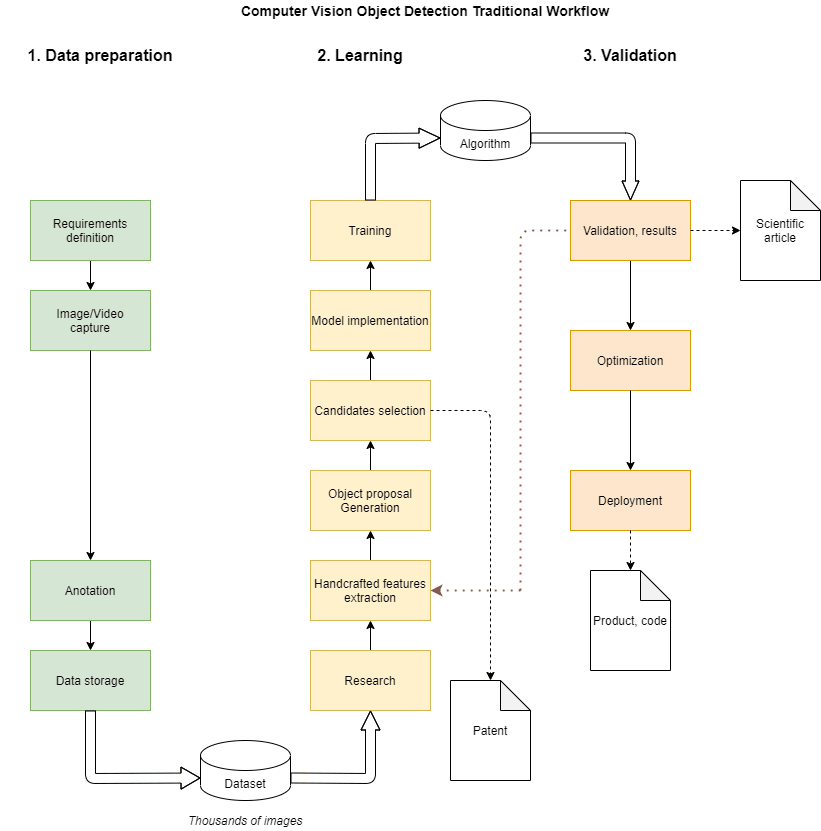 Computer Vision Object Detection Traditional Workflow
1. Data preparation
2. Learning
3. Validation
Requirements
definition
Image/Video
capture
Anotation
Data storage
Dataset
Thousands of images
Research
Handcrafted features
extraction
Object proposal
Generation
Candidates selection
Model implementation
Training
Algorithm
Patent
Validation, results
Scientific
article
Optimization
Deployment
Product, code